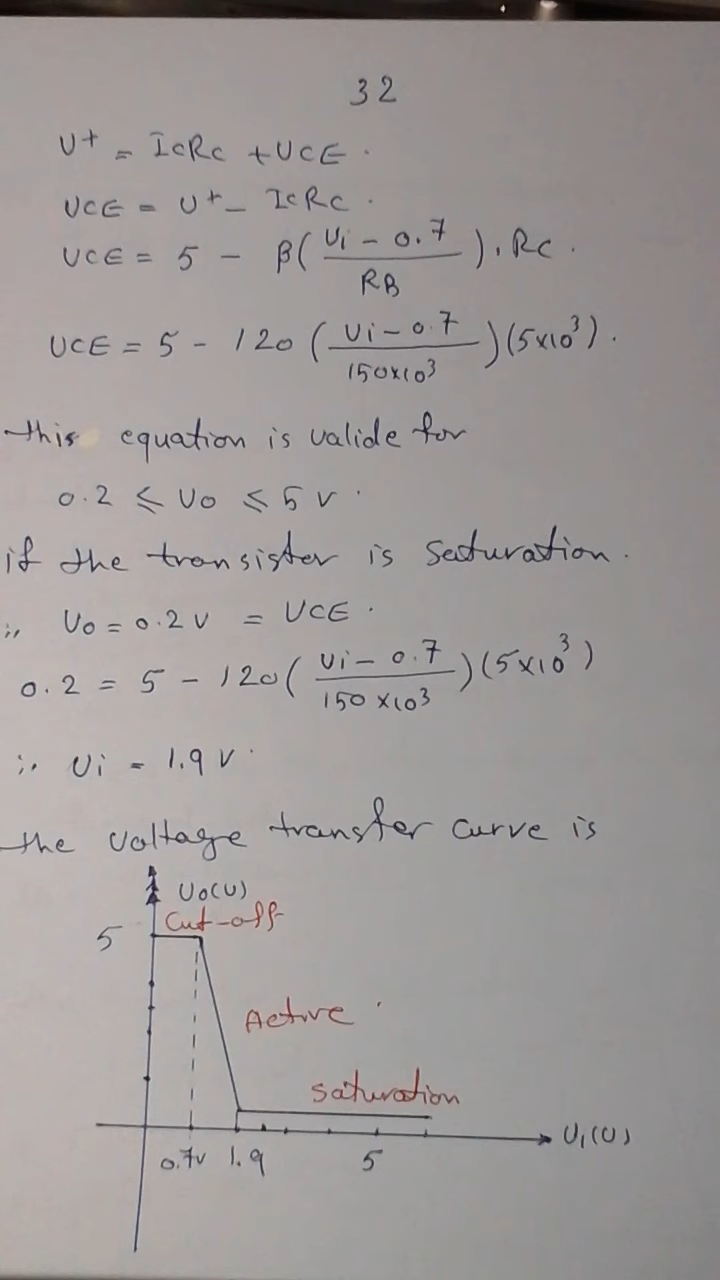 32
U+ = IcRc + UCE.
UCE = U+ - IcRc.
UCE = 5 - β(Ui - 0.7 / RB).Rc.
UCE = 5 - 120 (Ui - 0.7 / 150x10³)(5x10³).
this equation is valide for
0.2 ⩽ Uo ⩽ 5 v.
if the transister is Saturation.
∴ Uo = 0.2 v = UCE.
0.2 = 5 - 120(Ui - 0.7 / 150 x10³)(5x10³)
∴ Ui = 1.9 v.
the voltage transfer curve is
Uo(U)
5 Cut-off
Active
Saturation
Ui(U)
0.7v 1.9 5